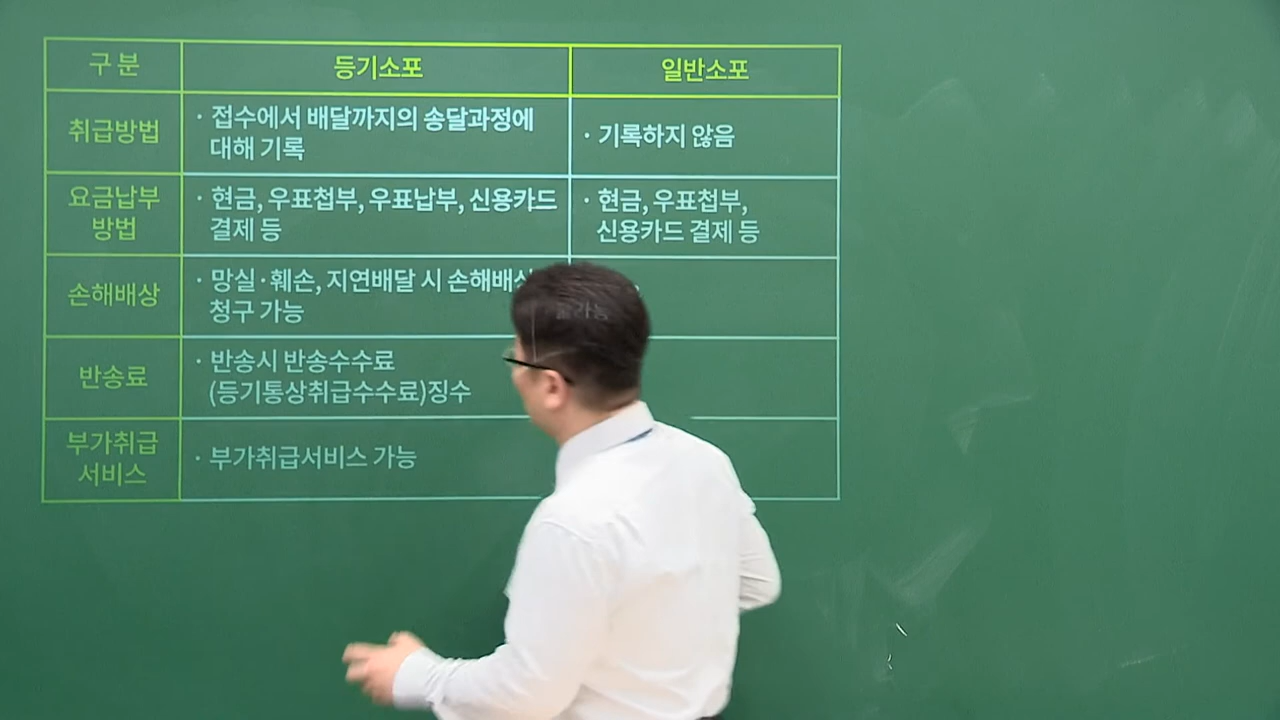 구 분
등기소포
일반소포
취급방법
· 접수에서 배달까지의 송달과정에
대해 기록
· 기록하지 않음
요금납부
방법
· 현금, 우표첩부, 우표납부, 신용카드
결제 등
· 현금, 우표첩부,
신용카드 결제 등
손해배상
· 망실·훼손, 지연배달 시 손해배상
청구 가능
반송료
· 반송시 반송수수료
(등기통상취급수수료)징수
부가취급
서비스
· 부가취급서비스 가능